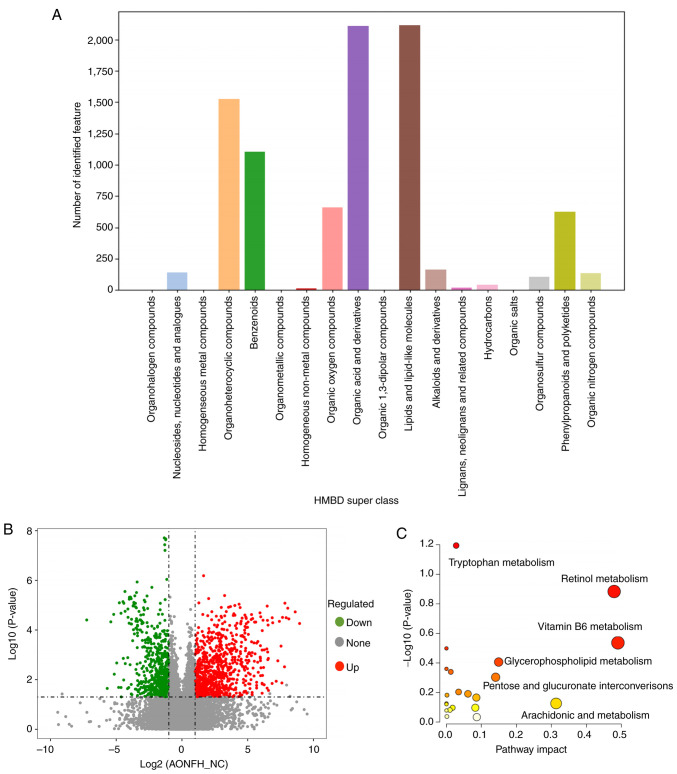 A
Number of identified feature
2,000
1,750
1,500
1,250
1,000
750
500
250
0
Organohalogen compounds
Nucleosides, nucleotides and analogues
Homogenseous metal compounds
Organoheterocyclic compounds
Benzenoids
Organometallic compounds
Homogeneous non-metal compounds
Organic oxygen compounds
Organic acid and derivatives
Organic 1,3-dipolar compounds
Lipids and lipid-like molecules
Alkaloids and derivatives
Lignans, neolignans and related compounds
Hydrocarbons
Organic salts
Organosulfur compounds
Phenylpropanoids and polyketides
Organic nitrogen compounds
HMBD super class
B
Log10 (P-value)
8
6
4
2
0
−10
−5
0
5
10
Log2 (AONFH_NC)
Regulated
Down
None
Up
C
−Log10 (P-value)
1.2
1.0
0.8
0.6
0.4
0.2
0.0
Tryptophan metabolism
Retinol metabolism
Vitamin B6 metabolism
Glycerophospholipid metabolism
Pentose and glucuronate interconverisons
Arachidonic and metabolism
0.0
0.1
0.2
0.3
0.4
0.5
Pathway impact